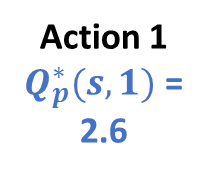 Action 1
Q*p(s, 1) =
2.6